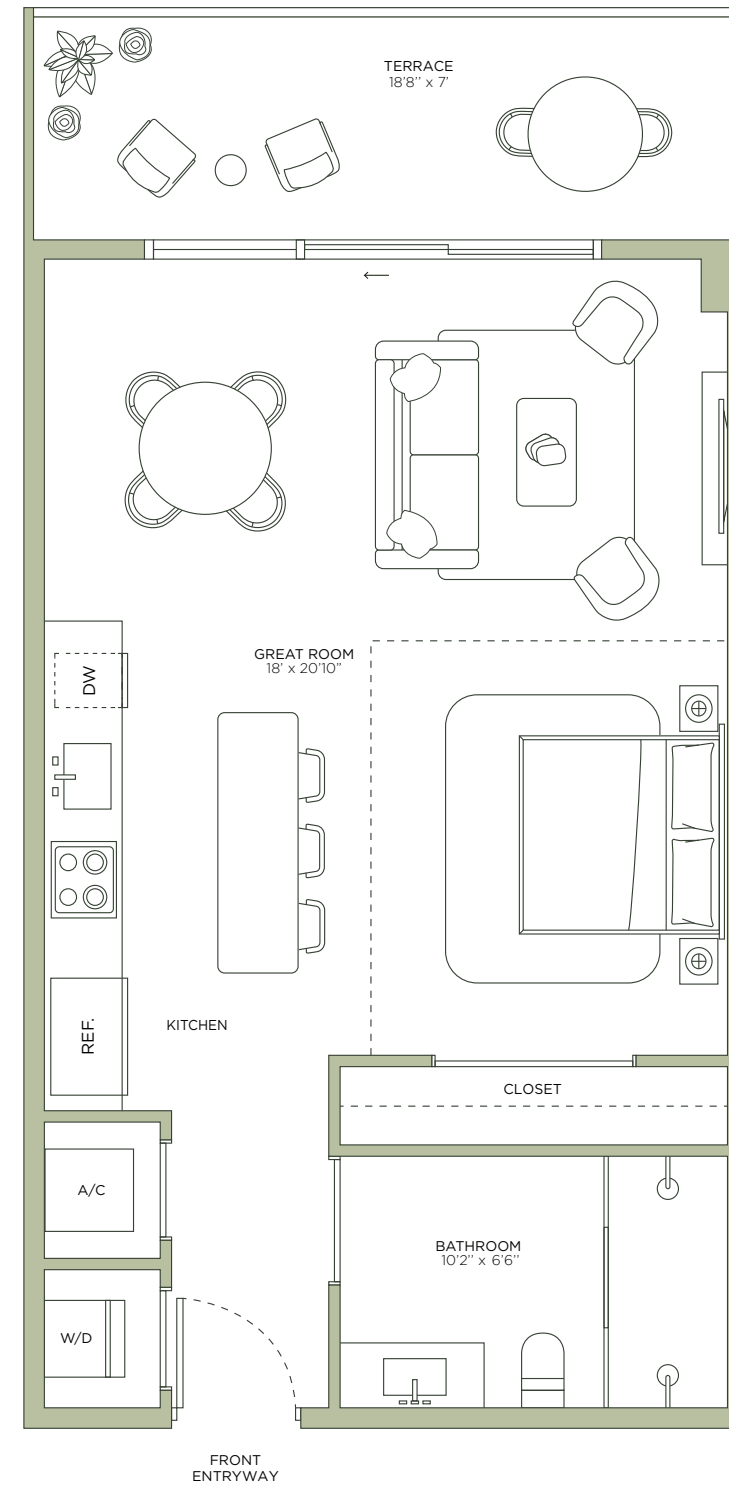 TERRACE
18'8'' x 7'
GREAT ROOM
18' x 20'10"
DW
REF.
KITCHEN
CLOSET
A/C
BATHROOM
10'2'' x 6'6''
W/D
FRONT
ENTRYWAY